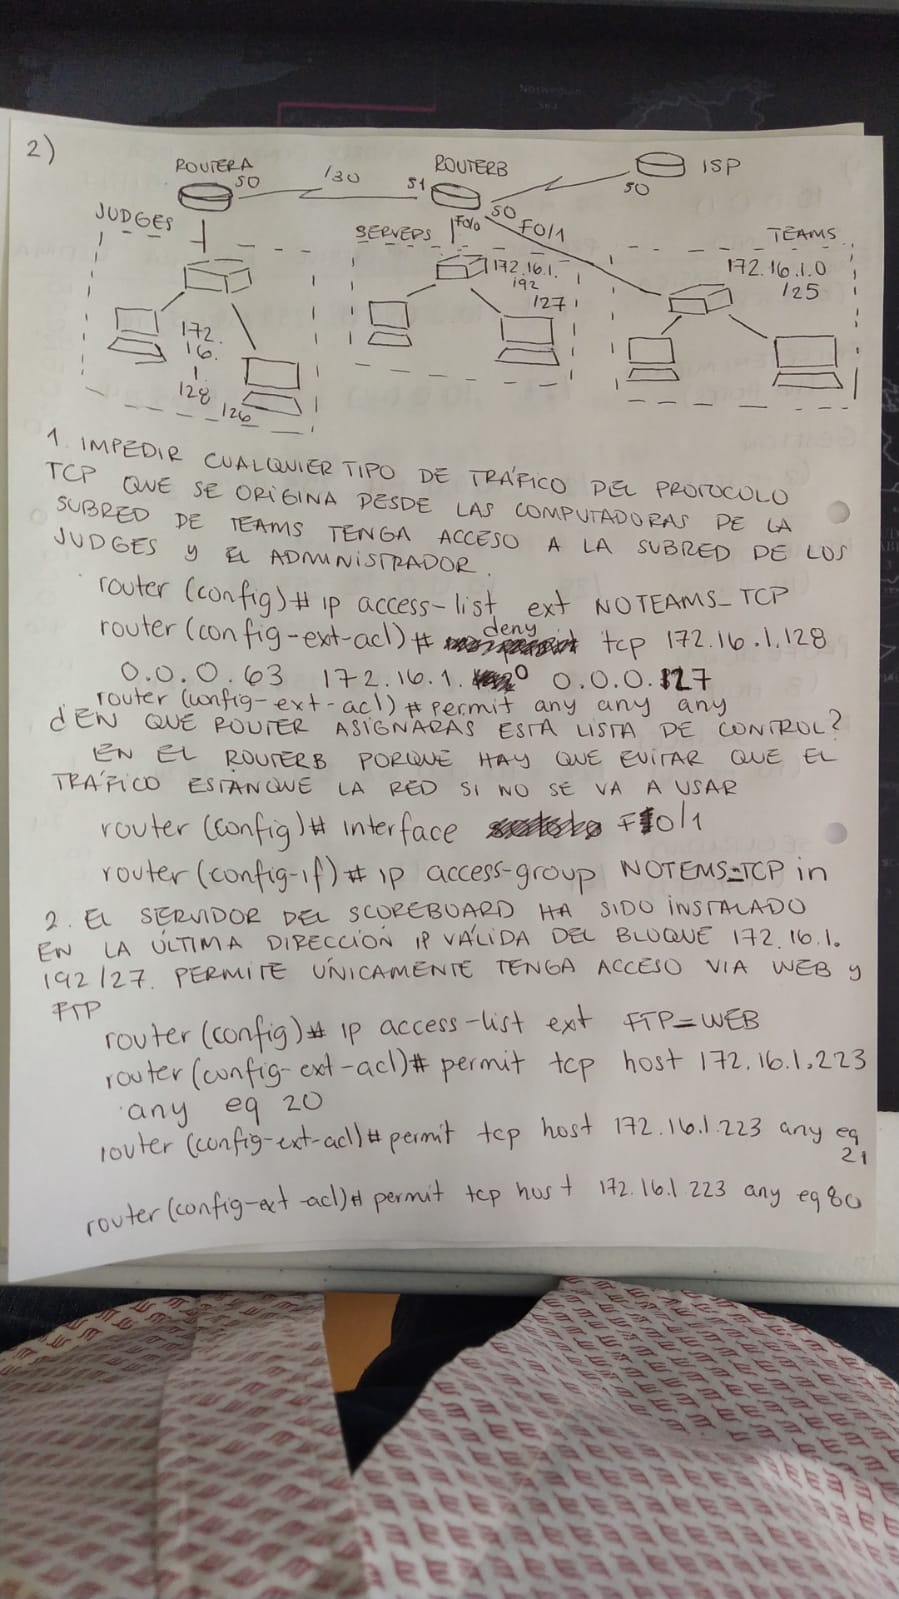 2)
ROUTERA
S0
/30
S1
ROUTERB
S0
F0/0
F0/1
S0
ISP
JUDGES
172.
16.
1.
128
/26
SERVERS
172.16.1.
192
/27
TEAMS
172.16.1.0
/25
1. IMPEDIR CUALQUIER TIPO DE TRÁFICO DEL PROTOCOLO
TCP QUE SE ORIGINA DESDE LAS COMPUTADORAS DE LA
SUBRED DE TEAMS TENGA ACCESO A LA SUBRED DE LOS
JUDGES y EL ADMINISTRADOR.
router (config)# ip access-list ext NOTEAMS_TCP
router (config-ext-acl)# deny tcp 172.16.1.128
0.0.0.63 172.16.1.0 0.0.0.127
router (config-ext-acl)# permit any any any
¿EN QUE ROUTER ASIGNARAS ESTA LISTA DE CONTROL?
EN EL ROUTERB PORQUE HAY QUE EVITAR QUE EL
TRÁFICO ESTANQUE LA RED SI NO SE VA A USAR
router (config)# interface F0/1
router (config-if)# ip access-group NOTEMS_TCP in
2. EL SERVIDOR DEL SCOREBOARD HA SIDO INSTALADO
EN LA ÚLTIMA DIRECCIÓN IP VÁLIDA DEL BLOQUE 172.16.1.
192/27. PERMITE ÚNICAMENTE TENGA ACCESO VIA WEB y
FTP
router (config)# ip access-list ext FTP=WEB
router (config-ext-acl)# permit tcp host 172.16.1.223
any eq 20
router (config-ext-acl)# permit tcp host 172.16.1.223 any eq
21
router (config-ext-acl)# permit tcp host 172.16.1.223 any eq 80